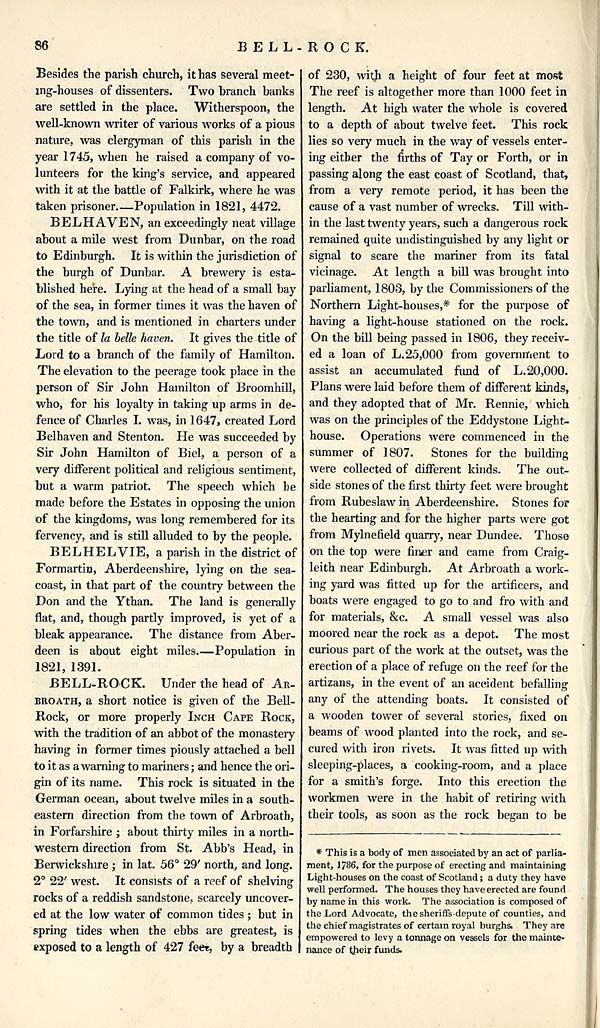 86
BELL-ROCK.
Besides the parish church, it has several meet-
ing-houses of dissenters. Two branch banks
are settled in the place. Witherspoon, the
well-known writer of various works of a pious
nature, was clergyman of this parish in the
year 1745, when he raised a company of vo-
lunteers for the king's service, and appeared
with it at the battle of Falkirk, where he was
taken prisoner.—Population in 1821, 4472.
BELHAVEN, an exceedingly neat village
about a mile west from Dunbar, on the road
to Edinburgh. It is within the jurisdiction of
the burgh of Dunbar. A brewery is esta-
blished here. Lying at the head of a small bay
of the sea, in former times it was the haven of
the town, and is mentioned in charters under
the title of la belle haven. It gives the title of
Lord to a branch of the family of Hamilton.
The elevation to the peerage took place in the
person of Sir John Hamilton of Broomhill,
who, for his loyalty in taking up arms in de-
fence of Charles I. was, in 1647, created Lord
Belhaven and Stenton. He was succeeded by
Sir John Hamilton of Biel, a person of a
very different political and religious sentiment,
but a warm patriot. The speech which he
made before the Estates in opposing the union
of the kingdoms, was long remembered for its
fervency, and is still alluded to by the people.
BELHELVIE, a parish in the district of
Formartin, Aberdeenshire, lying on the sea-
coast, in that part of the country between the
Don and the Ythan. The land is generally
flat, and, though partly improved, is yet of a
bleak appearance. The distance from Aber-
deen is about eight miles.—Population in
1821, 1391.
BELL-ROCK. Under the head of AR-
BROATH, a short notice is given of the Bell-
Rock, or more properly INCH CAPE ROCK,
with the tradition of an abbot of the monastery
having in former times piously attached a bell
to it as a warning to mariners; and hence the ori-
gin of its name. This rock is situated in the
German ocean, about twelve miles in a south-
eastern direction from the town of Arbroath,
in Forfarshire; about thirty miles in a north-
western direction from St. Abb's Head, in
Berwickshire; in lat. 56° 29' north, and long.
2° 22' west. It consists of a reef of shelving
rocks of a reddish sandstone, scarcely uncover-
ed at the low water of common tides; but in
spring tides when the ebbs are greatest, is
exposed to a length of 427 feet, by a breadth
of 230, with a height of four feet at most
The reef is altogether more than 1000 feet in
length. At high water the whole is covered
to a depth of about twelve feet. This rock
lies so very much in the way of vessels enter-
ing either the firths of Tay or Forth, or in
passing along the east coast of Scotland, that,
from a very remote period, it has been the
cause of a vast number of wrecks. Till with-
in the last twenty years, such a dangerous rock
remained quite undistinguished by any light or
signal to scare the mariner from its fatal
vicinage. At length a bill was brought into
parliament, 1803, by the Commissioners of the
Northern Light-houses,* for the purpose of
having a light-house stationed on the rock.
On the bill being passed in 1806, they receiv-
ed a loan of L.25,000 from government to
assist an accumulated fund of L.20,000.
Plans were laid before them of different kinds,
and they adopted that of Mr. Rennie, which
was on the principles of the Eddystone Light-
house. Operations were commenced in the
summer of 1807. Stones for the building
were collected of different kinds. The out-
side stones of the first thirty feet were brought
from Rubeslaw in Aberdeenshire. Stones for
the hearting and for the higher parts were got
from Mylnefield quarry, near Dundee. Those
on the top were finer and came from Craig-
leith near Edinburgh. At Arbroath a work-
ing yard was fitted up for the artificers, and
boats were engaged to go to and fro with and
for materials, &c. A small vessel was also
moored near the rock as a depot. The most
curious part of the work at the outset, was the
erection of a place of refuge on the reef for the
artizans, in the event of an accident befalling
any of the attending boats. It consisted of
a wooden tower of several stories, fixed on
beams of wood planted into the rock, and se-
cured with iron rivets. It was fitted up with
sleeping-places, a cooking-room, and a place
for a smith's forge. Into this erection the
workmen were in the habit of retiring with
their tools, as soon as the rock began to be
* This is a body of men associated by an act of parlia-
ment, 1786, for the purpose of erecting and maintaining
Light-houses on the coast of Scotland; a duty they have
well performed. The houses they have erected are found
by name in this work. The association is composed of
the Lord Advocate, the sheriffs-depute of counties, and
the chief magistrates of certain royal burghs. They are
empowered to levy a tonnage on vessels for the mainte-
nance of their funds.